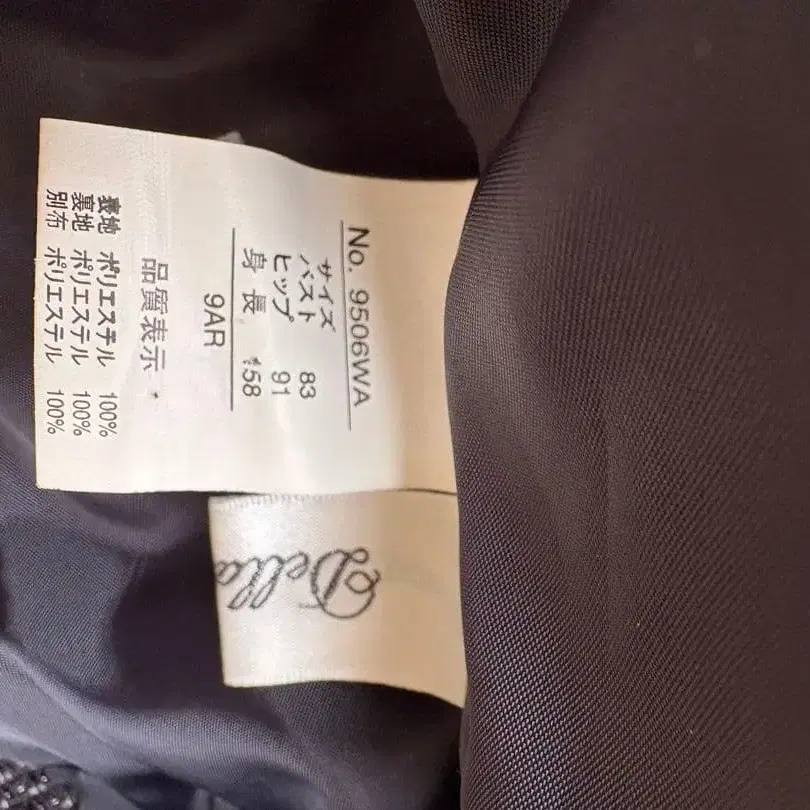 No. 9506WA
サイズ
バスト 83
ヒップ 91
身長 158
9AR
品質表示
表地 ポリエステル 100%
裏地 ポリエステル 100%
別布 ポリエステル 100%
Della